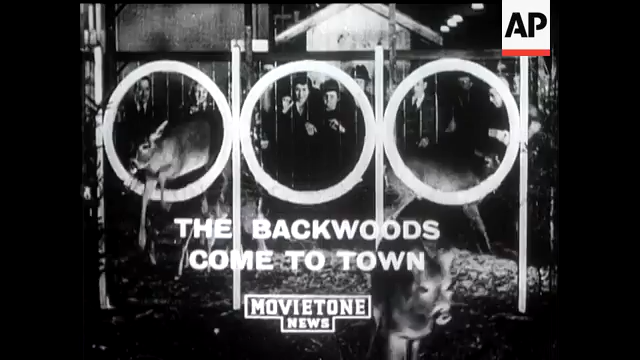 AP
THE BACKWOODS
COME TO TOWN
MOVIETONE
NEWS